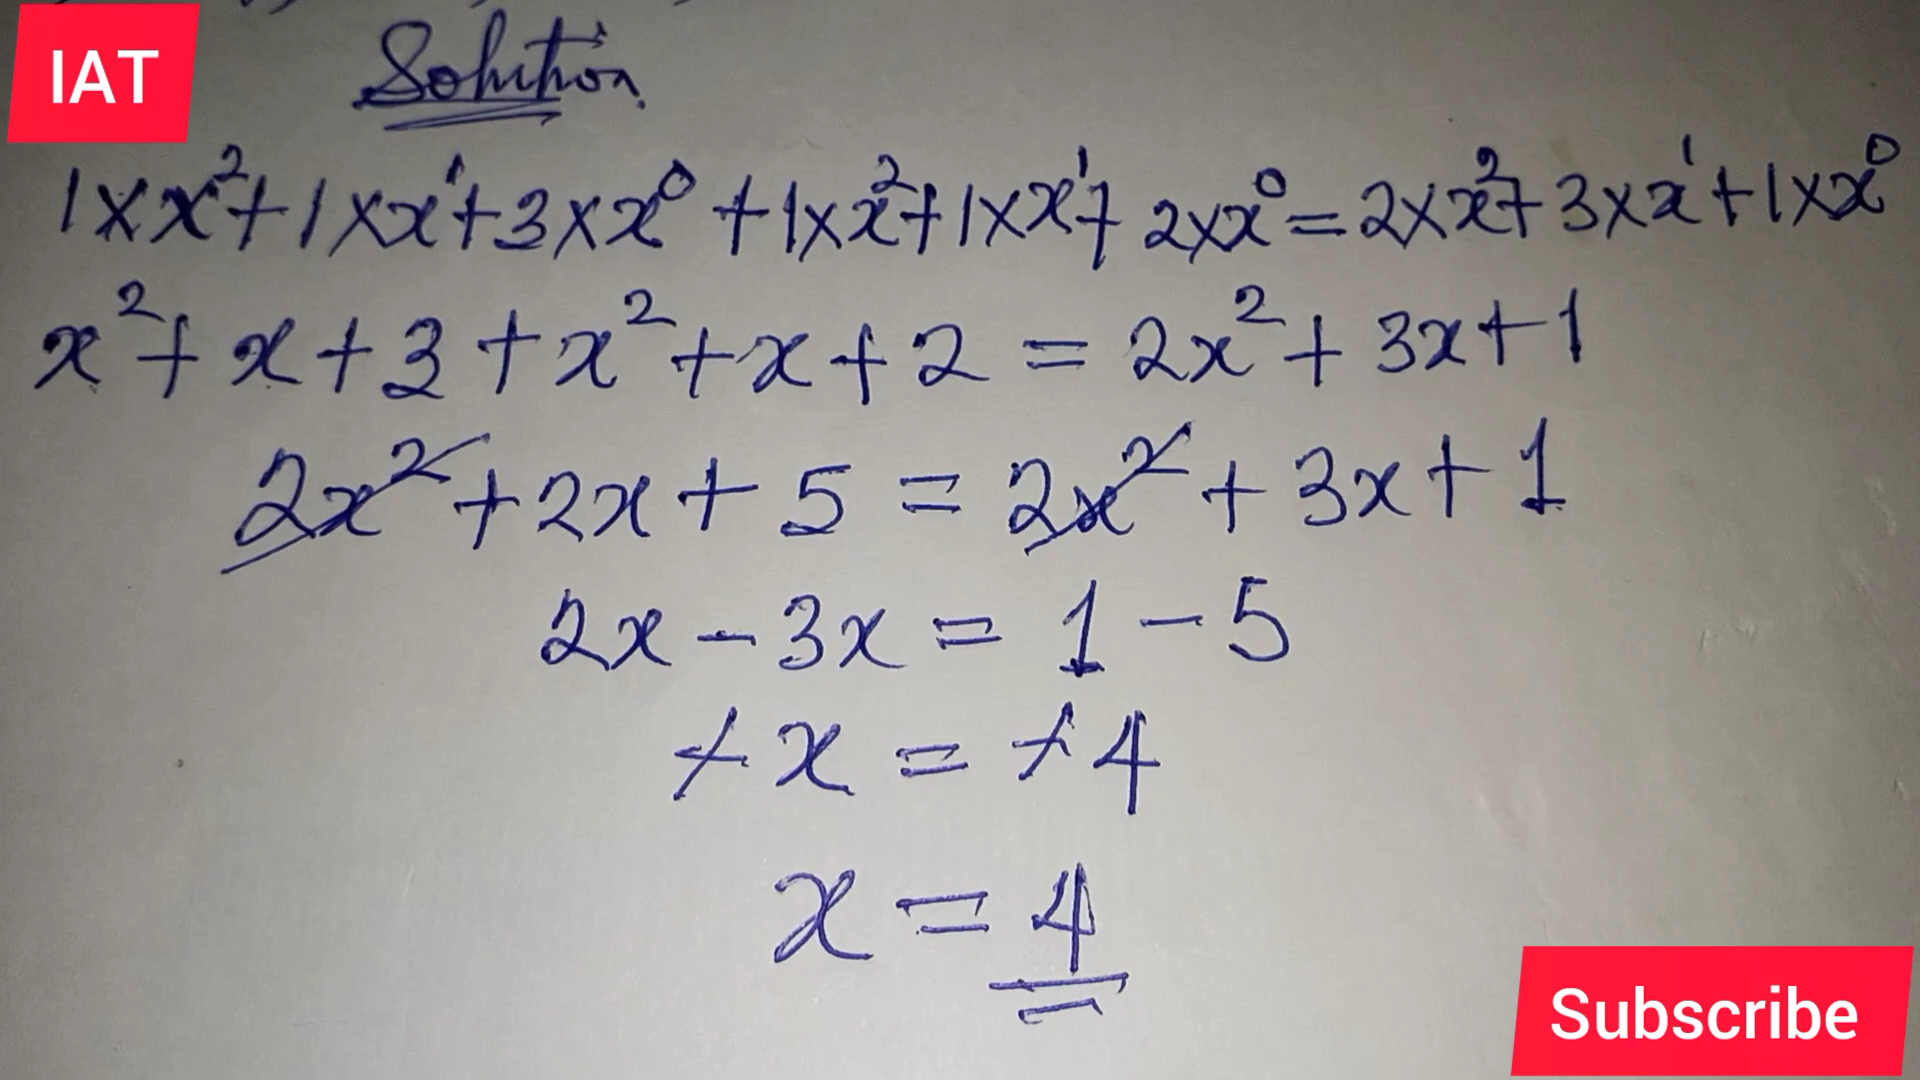 IAT
Solution
1×x²+1×x¹+3×x⁰+1×x²+1×x¹+2×x⁰=2×x²+3×x¹+1×x⁰
x²+x+3+x²+x+2=2x²+3x+1
2x²+2x+5=2x²+3x+1
2x-3x=1-5
-x=-4
x=4
Subscribe